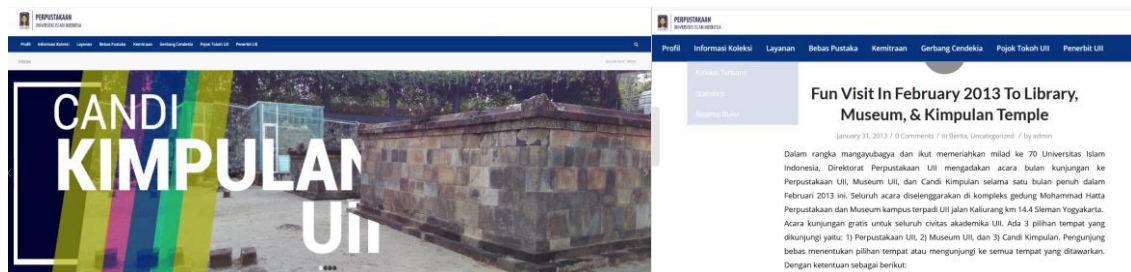 PERPUSTAKAAN
UNIVERSITAS ISLAM INDONESIA
Profil Informasi Koleksi Layanan Bebas Pustaka Kemitraan Gerbang Cendekia Pojok Tokoh UII Penerbit UII
CANDI
KIMPULAN
UII
PERPUSTAKAAN
UNIVERSITAS ISLAM INDONESIA
Profil Informasi Koleksi Layanan Bebas Pustaka Kemitraan Gerbang Cendekia Pojok Tokoh UII Penerbit UII
Koleksi Terbaru
Statistics
Resensi Buku
Fun Visit In February 2013 To Library,
Museum, & Kimpulan Temple
January 31, 2013 / 0 Comments / in Berita, Uncategorized / by admin
Dalam rangka mangayubagya dan ikut memeriahkan milad ke 70 Universitas Islam
Indonesia, Direktorat Perpustakaan UII mengadakan acara bulan kunjungan ke
Perpustakaan UII, Museum UII, dan Candi Kimpulan selama satu bulan penuh dalam
Februari 2013 ini. Seluruh acara diselenggarakan di kompleks gedung Mohammad Hatta
Perpustakaan dan Museum kampus terpadu UII jalan Kaliurang km 14.4 Sleman Yogyakarta.
Acara kunjungan gratis untuk seluruh civitas akademika UII. Ada 3 pilihan tempat yang
dikunjungi yaitu: 1) Perpustakaan UII, 2) Museum UII, dan 3) Candi Kimpulan. Pengunjung
bebas menentukan pilihan tempat atau mengunjungi ke semua tempat yang ditawarkan.
Dengan ketentuan sebagai berikut: